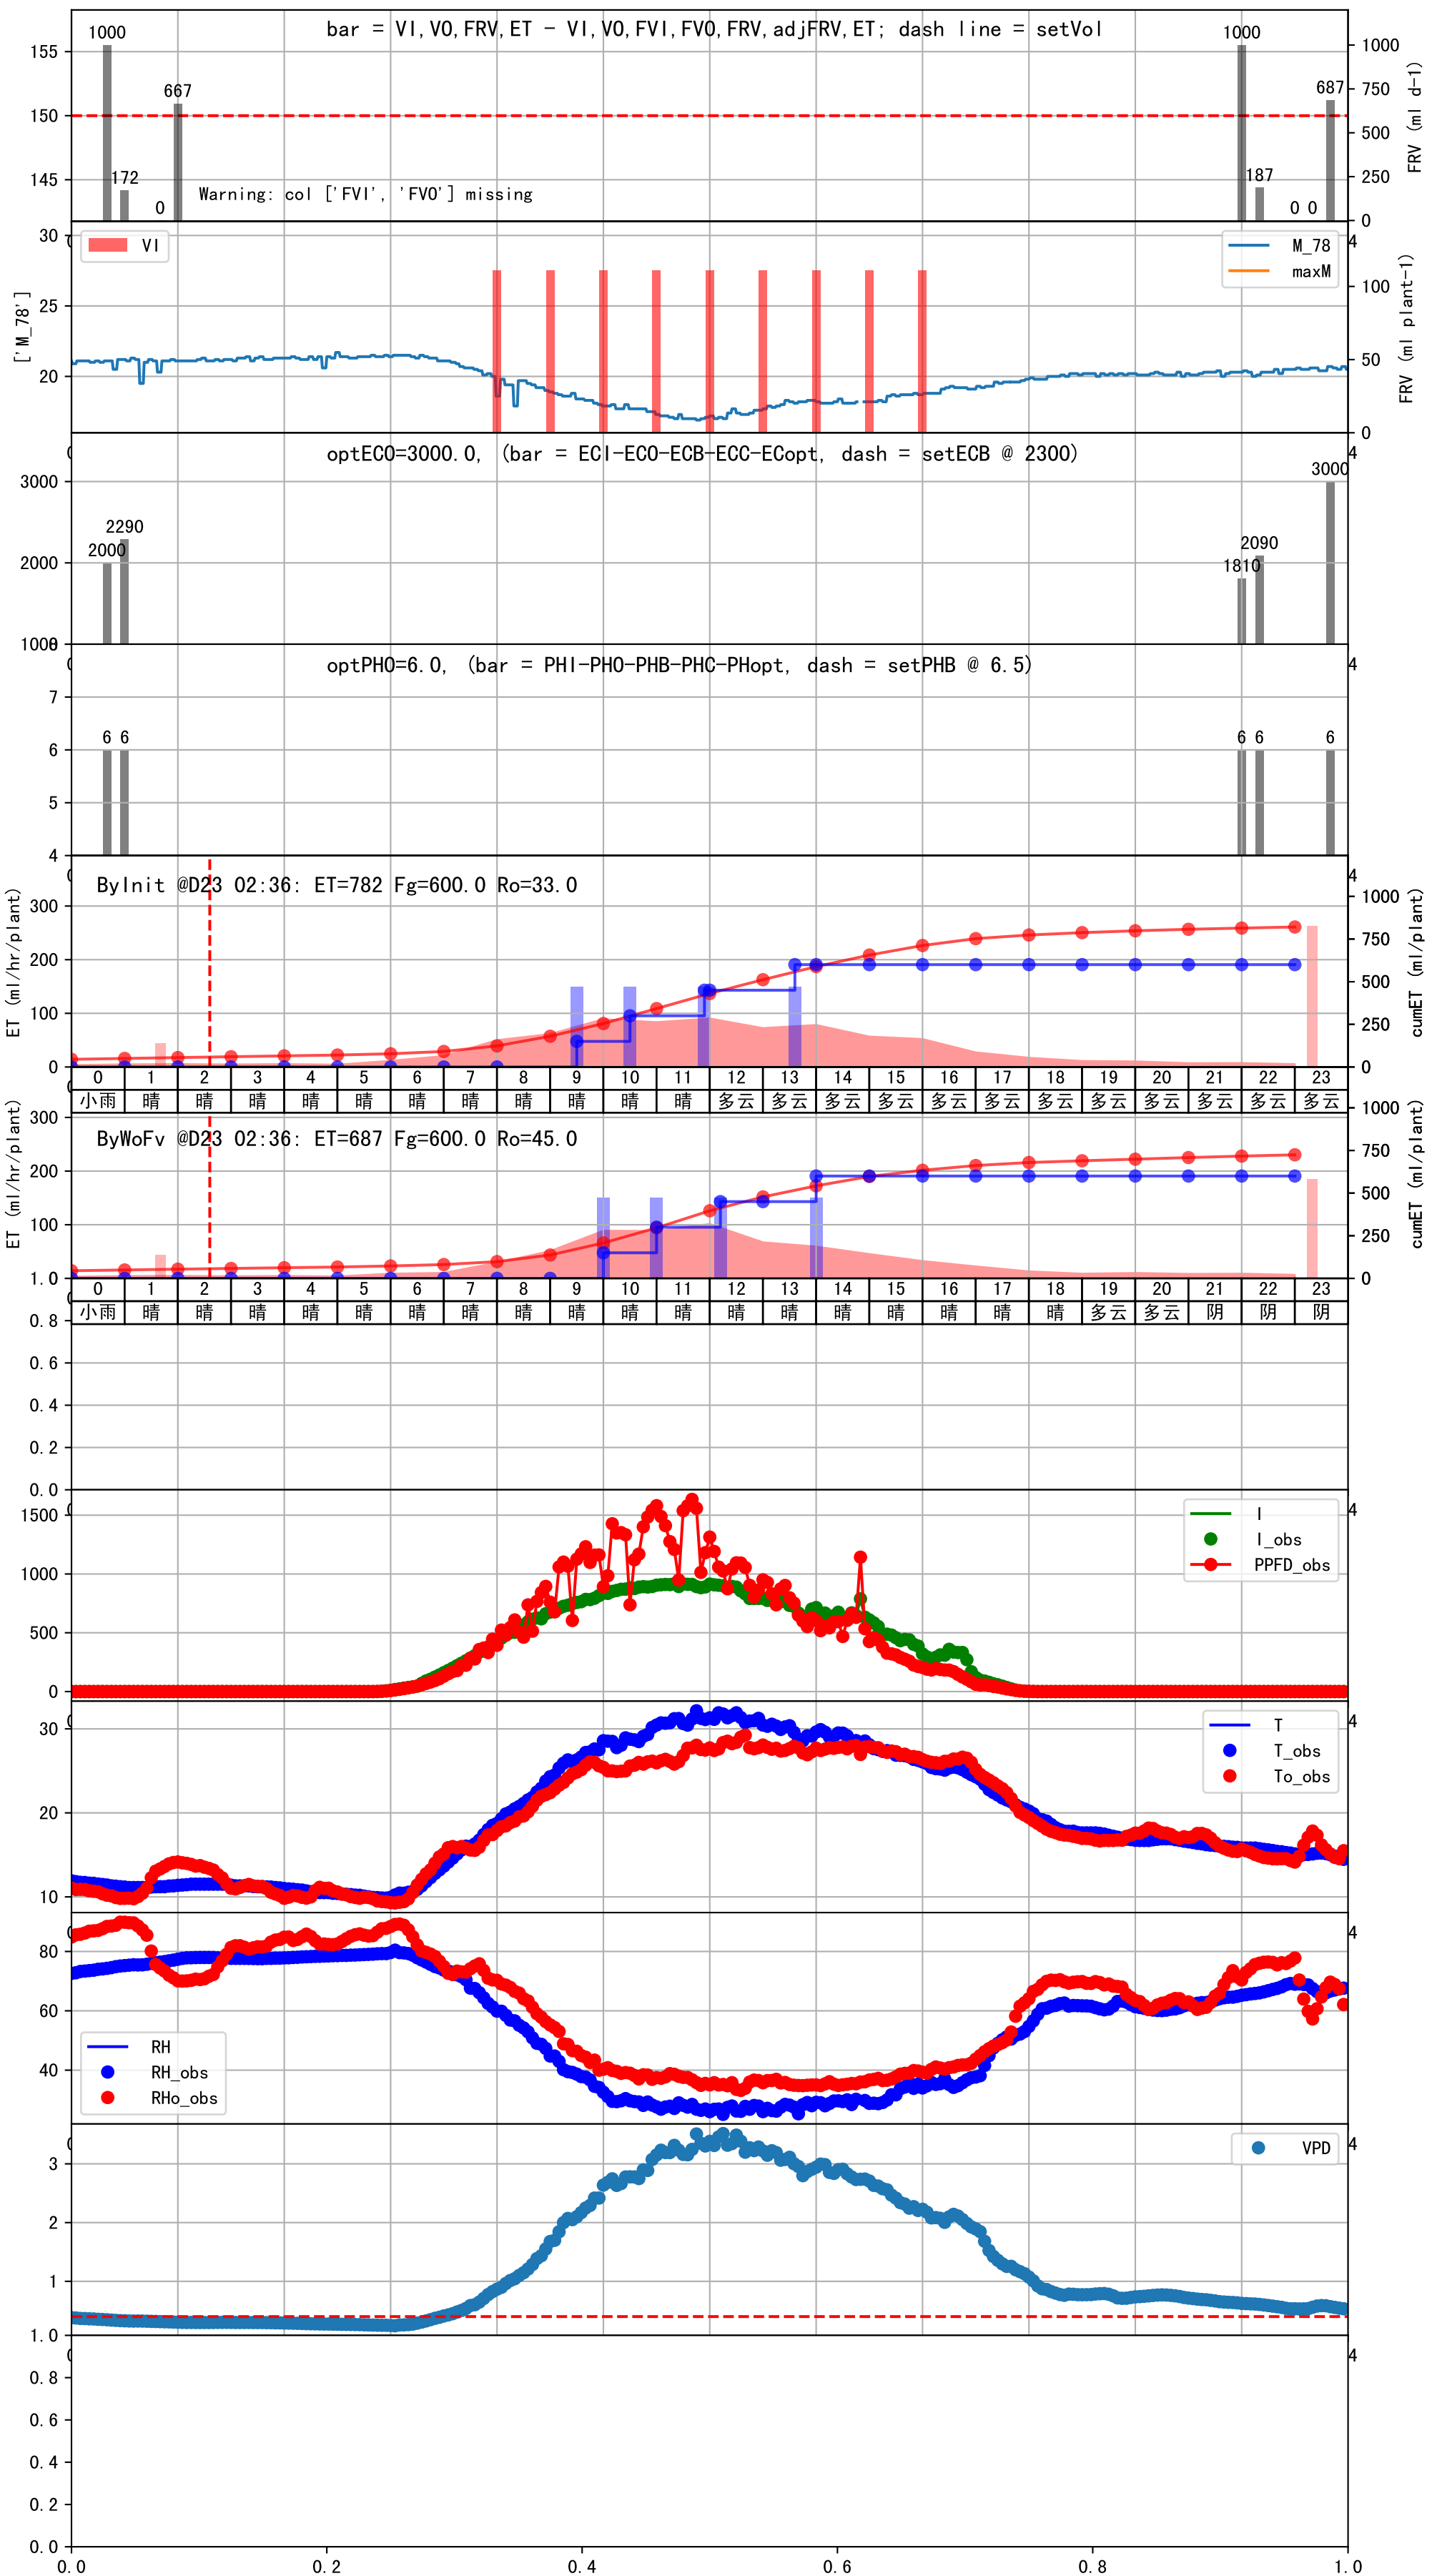 bar = VI,VO,FRV,ET - VI,VO,FVI,FVO,FRV,adjFRV,ET; dash line = setVol
1000
172
0
667
1000
187
0 0
687
155
150
145
1000
750
500
250
0
FRV (ml d-1)
Warning: col ['FVI', 'FVO'] missing
VI
M_78
maxM
['M_78']
30
25
20
100
50
0
FRV (ml plant-1)
4
optECO=3000.0, (bar = ECI-ECO-ECB-ECC-ECopt, dash = setECB @ 2300)
4
3000
2000
2000
2290
1810
2090
3000
optPHO=6.0, (bar = PHI-PHO-PHB-PHC-PHopt, dash = setPHB @ 6.5)
4
7
6
5
4
6 6
6 6
6
ByInit @D23 02:36: ET=782 Fg=600.0 Ro=33.0
4
ET (ml/hr/plant)
300
200
100
0
1000
750
500
250
0
cumET (ml/plant)
0 1 2 3 4 5 6 7 8 9 10 11 12 13 14 15 16 17 18 19 20 21 22 23
小雨 晴 晴 晴 晴 晴 晴 晴 晴 晴 晴 晴 多云 多云 多云 多云 多云 多云 多云 多云 多云 多云 多云 多云
ByWoFv @D23 02:36: ET=687 Fg=600.0 Ro=45.0
ET (ml/hr/plant)
300
200
100
1000
750
500
250
0
cumET (ml/plant)
0 1 2 3 4 5 6 7 8 9 10 11 12 13 14 15 16 17 18 19 20 21 22 23
小雨 晴 晴 晴 晴 晴 晴 晴 晴 晴 晴 晴 晴 晴 晴 晴 晴 晴 晴 多云 多云 阴 阴 阴
1.0
0.8
0.6
0.4
0.2
0.0
4
I
I_obs
PPFD_obs
1500
1000
500
0
4
T
T_obs
To_obs
30
20
10
4
RH
RH_obs
RHo_obs
80
60
40
4
VPD
3
2
1
4
1.0
0.8
0.6
0.4
0.2
0.0
0.0 0.2 0.4 0.6 0.8 1.0